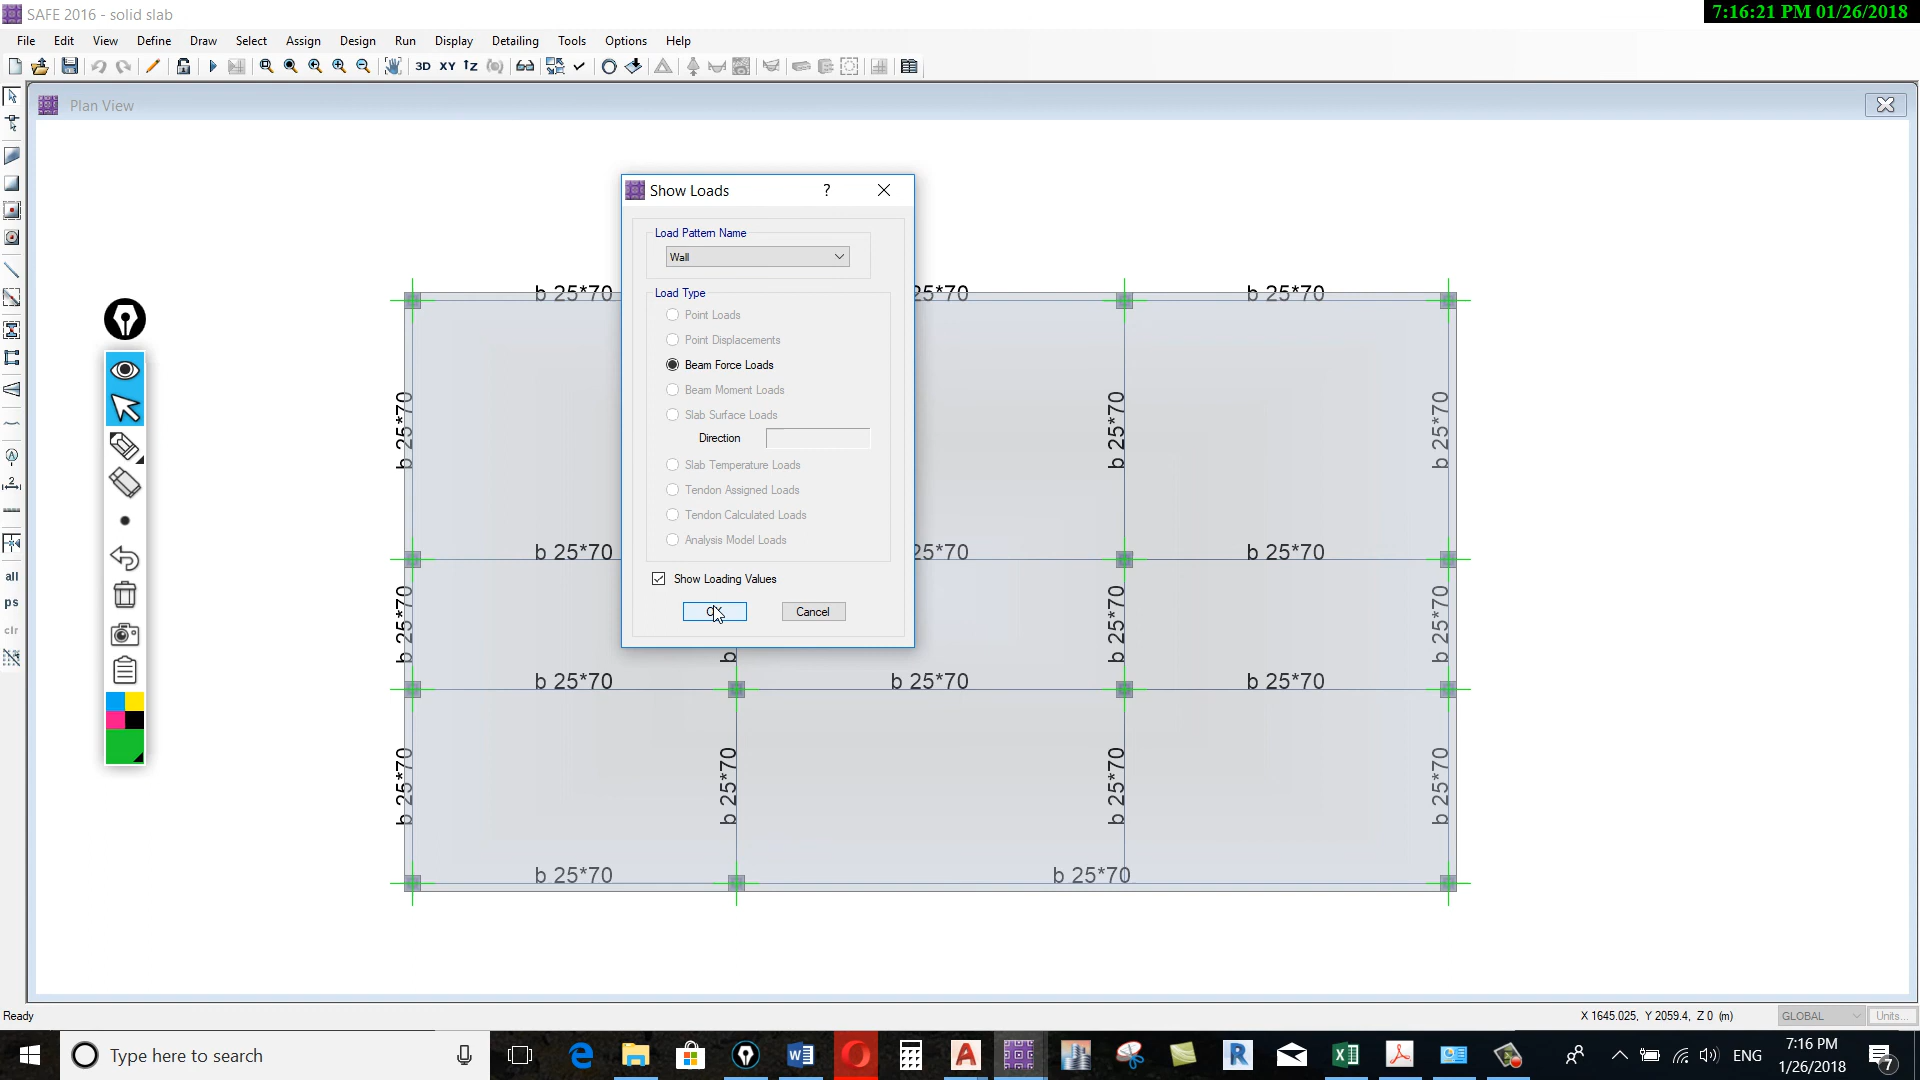 SAFE 2016 - solid slab
7:16:21 PM 01/26/2018
File Edit View Define Draw Select Assign Design Run Display Detailing Tools Options Help
3D XY
Plan View
Show Loads ?
Load Pattern Name
Wall
Load Type
Point Loads
Point Displacements
Beam Force Loads
Beam Moment Loads
Slab Surface Loads
Direction
Slab Temperature Loads
Tendon Assigned Loads
Tendon Calculated Loads
Analysis Model Loads
Show Loading Values
OK Cancel
b 25*70 25*70 b 25*70
b 25*70 b 25*70 b 25*70
b 25*70 25*70 b 25*70
b 25*70 b 25*70 b 25*70
b 25*70 b 25*70 b 25*70
b 25*70 b 25*70 b 25*70 b 25*70
b 25*70 b 25*70
all
ps
clr
Ready
X 1645.025, Y 2059.4, Z 0 (m)
GLOBAL
Units...
Type here to search
ENG
7:16 PM
1/26/2018
7